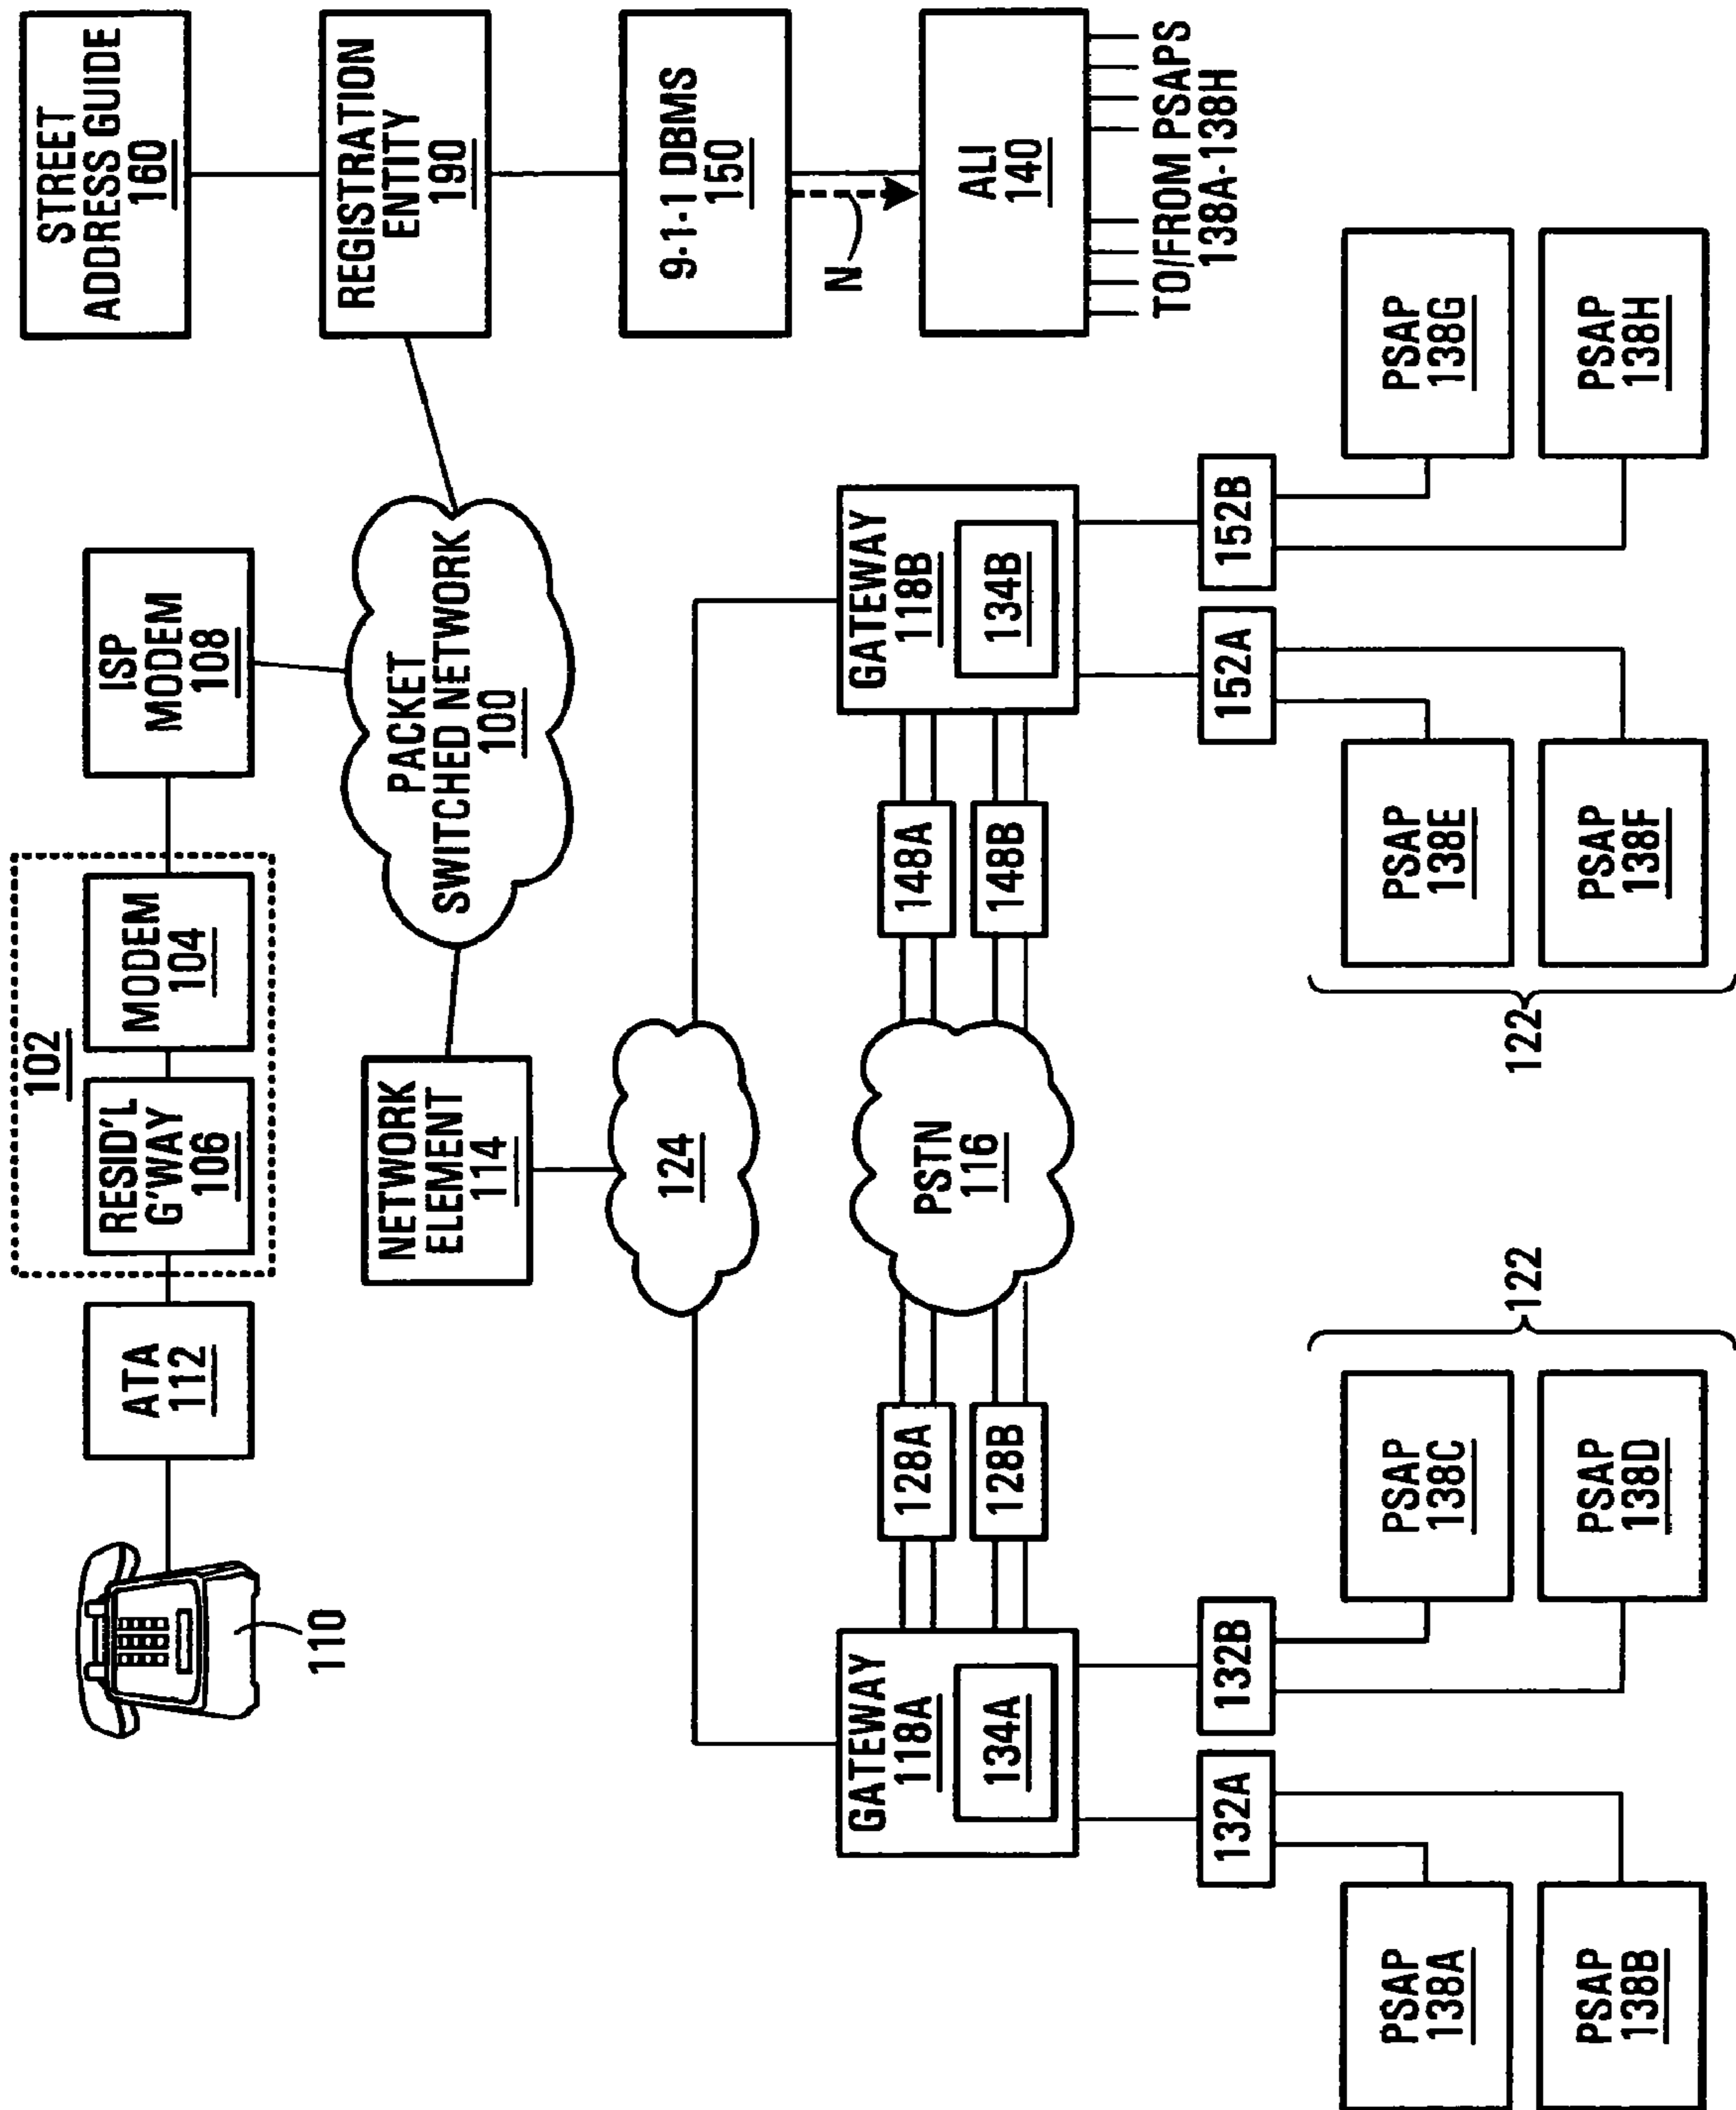 110
ATA
112
102
RESID'L
G'WAY
106
MODEM
104
ISP
MODEM
108
STREET
ADDRESS GUIDE
160
NETWORK
ELEMENT
114
PACKET
SWITCHED NETWORK
100
REGISTRATION
ENTITY
190
124
9-1-1 DBMS
150
N
GATEWAY
118A
134A
128A
128B
PSTN
116
148A
148B
GATEWAY
118B
134B
ALI
140
TO/FROM PSAPS
138A-138H
132A
132B
152A
152B
PSAP
138A
PSAP
138B
PSAP
138C
PSAP
138D
122
122
PSAP
138E
PSAP
138F
PSAP
138G
PSAP
138H